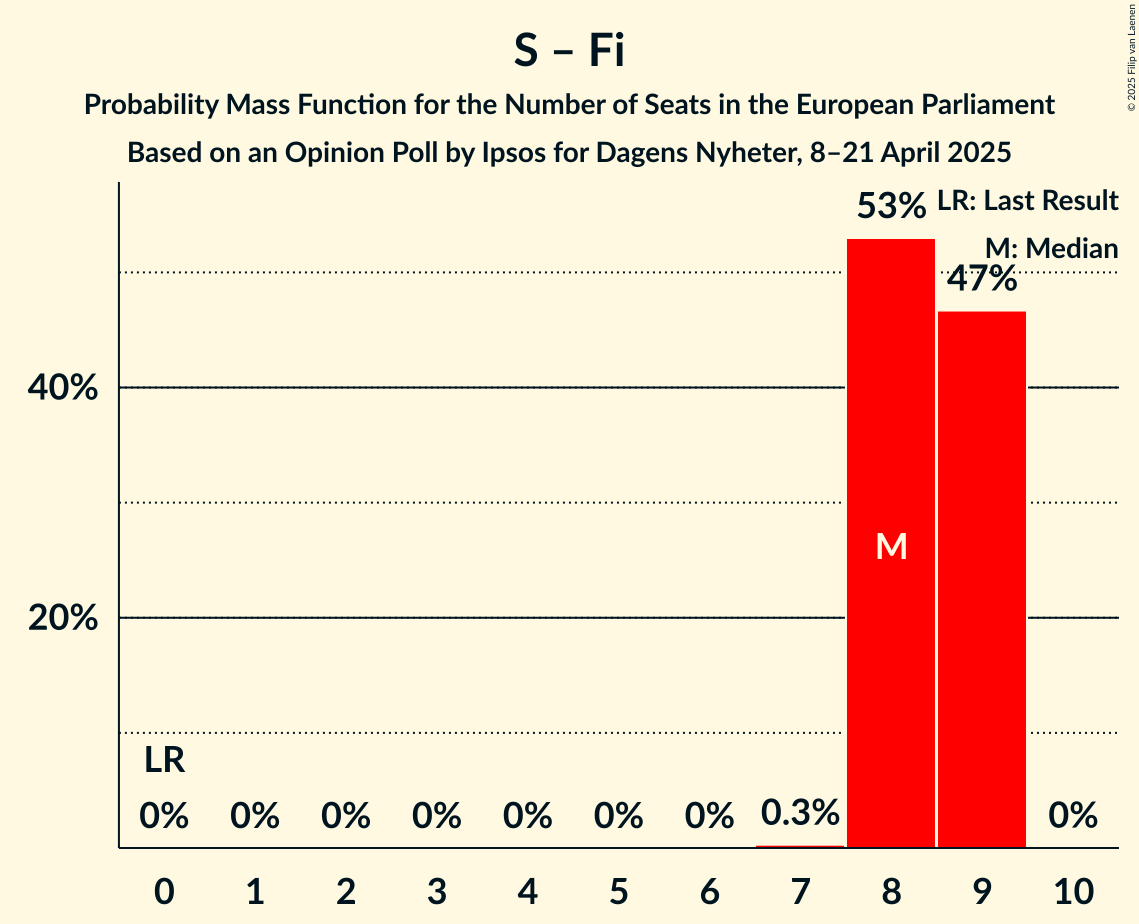 S – Fi
Probability Mass Function for the Number of Seats in the European Parliament
Based on an Opinion Poll by Ipsos for Dagens Nyheter, 8–21 April 2025
© 2025 Filip van Laenen
LR: Last Result
M: Median
53%
47%
40%
20%
M
LR
0%
0%
0%
0%
0%
0%
0%
0.3%
0%
0 1 2 3 4 5 6 7 8 9 10